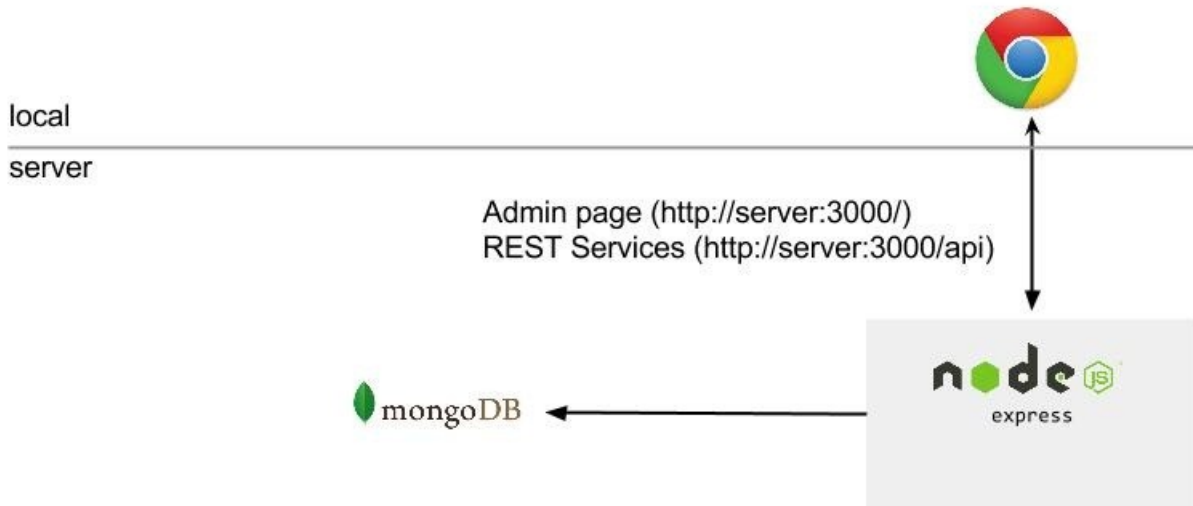 local
server
Admin page (http://server:3000/)
REST Services (http://server:3000/api)
node JS
express
mongoDB